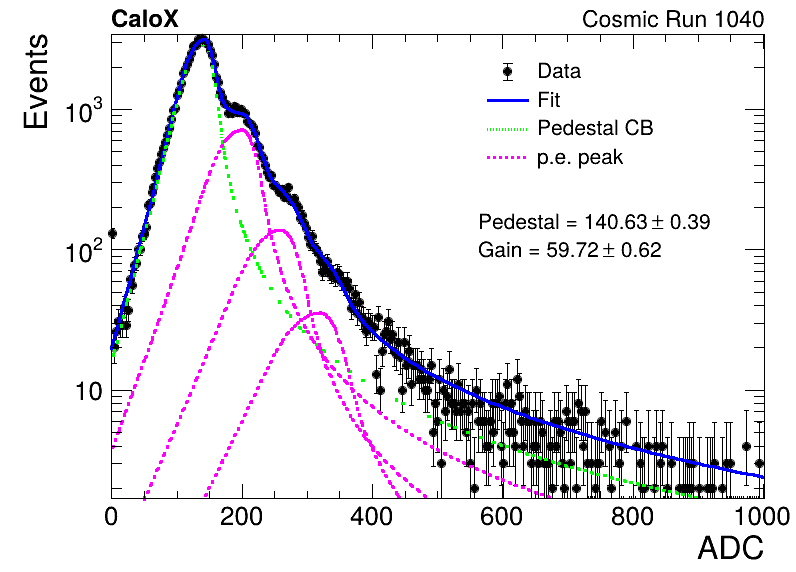 CaloX Cosmic Run 1040
Events
Data
Fit
Pedestal CB
p.e. peak
Pedestal = 140.63 ± 0.39
Gain = 59.72 ± 0.62
10³
10²
10
0 200 400 600 800 1000
ADC